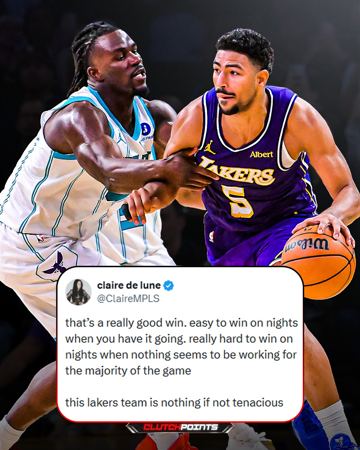 Albert
LAKERS
5
Wilson
claire de lune
@ClaireMPLS
that's a really good win. easy to win on nights
when you have it going. really hard to win on
nights when nothing seems to be working for
the majority of the game
this lakers team is nothing if not tenacious
CLUTCHPOINTS